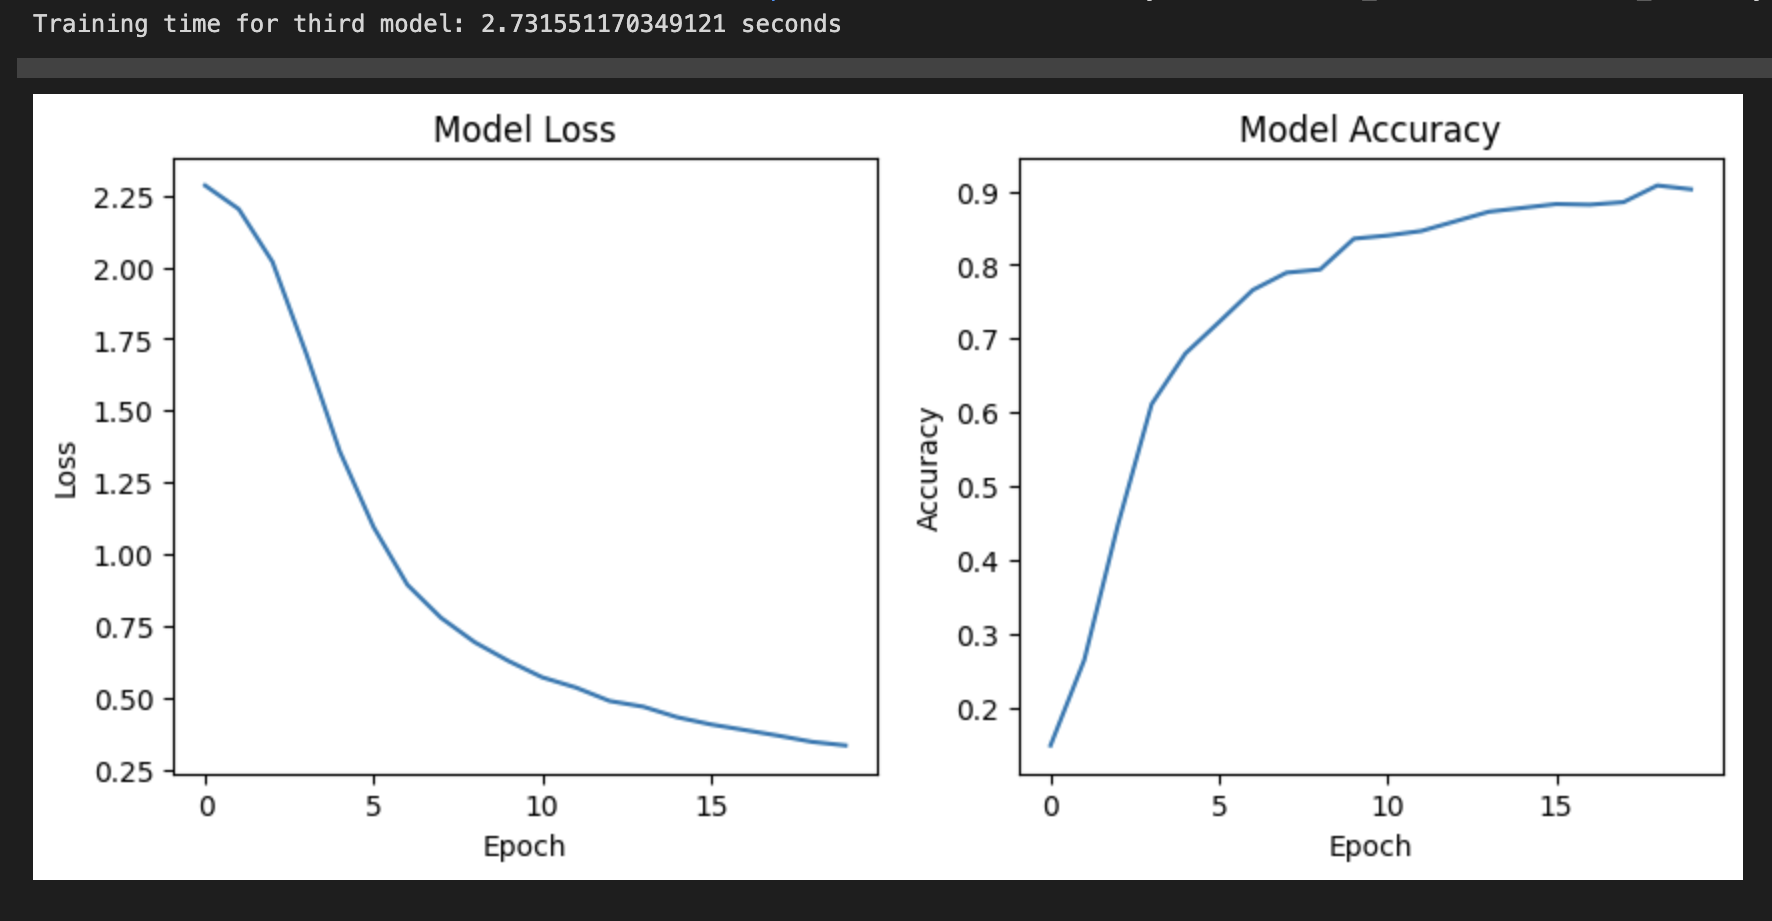 Training time for third model: 2.731551170349121 seconds
Model Loss
2.25
2.00
1.75
1.50
1.25
1.00
0.75
0.50
0.25
Loss
0 5 10 15
Epoch
Model Accuracy
0.9
0.8
0.7
0.6
0.5
0.4
0.3
0.2
Accuracy
0 5 10 15
Epoch